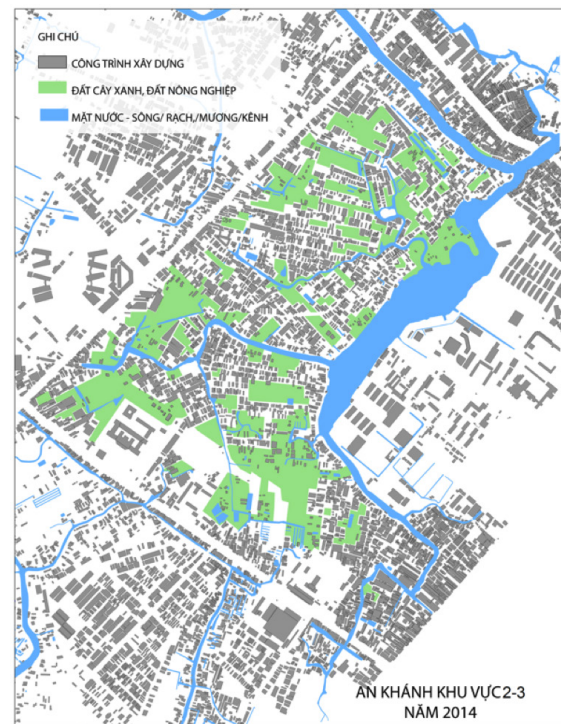 GHI CHÚ
CÔNG TRÌNH XÂY DỰNG
ĐẤT CÂY XANH, ĐẤT NÔNG NGHIỆP
MẶT NƯỚC - SÔNG/ RẠCH,/MƯƠNG/KÊNH
AN KHÁNH KHU VỰC 2-3
NĂM 2014